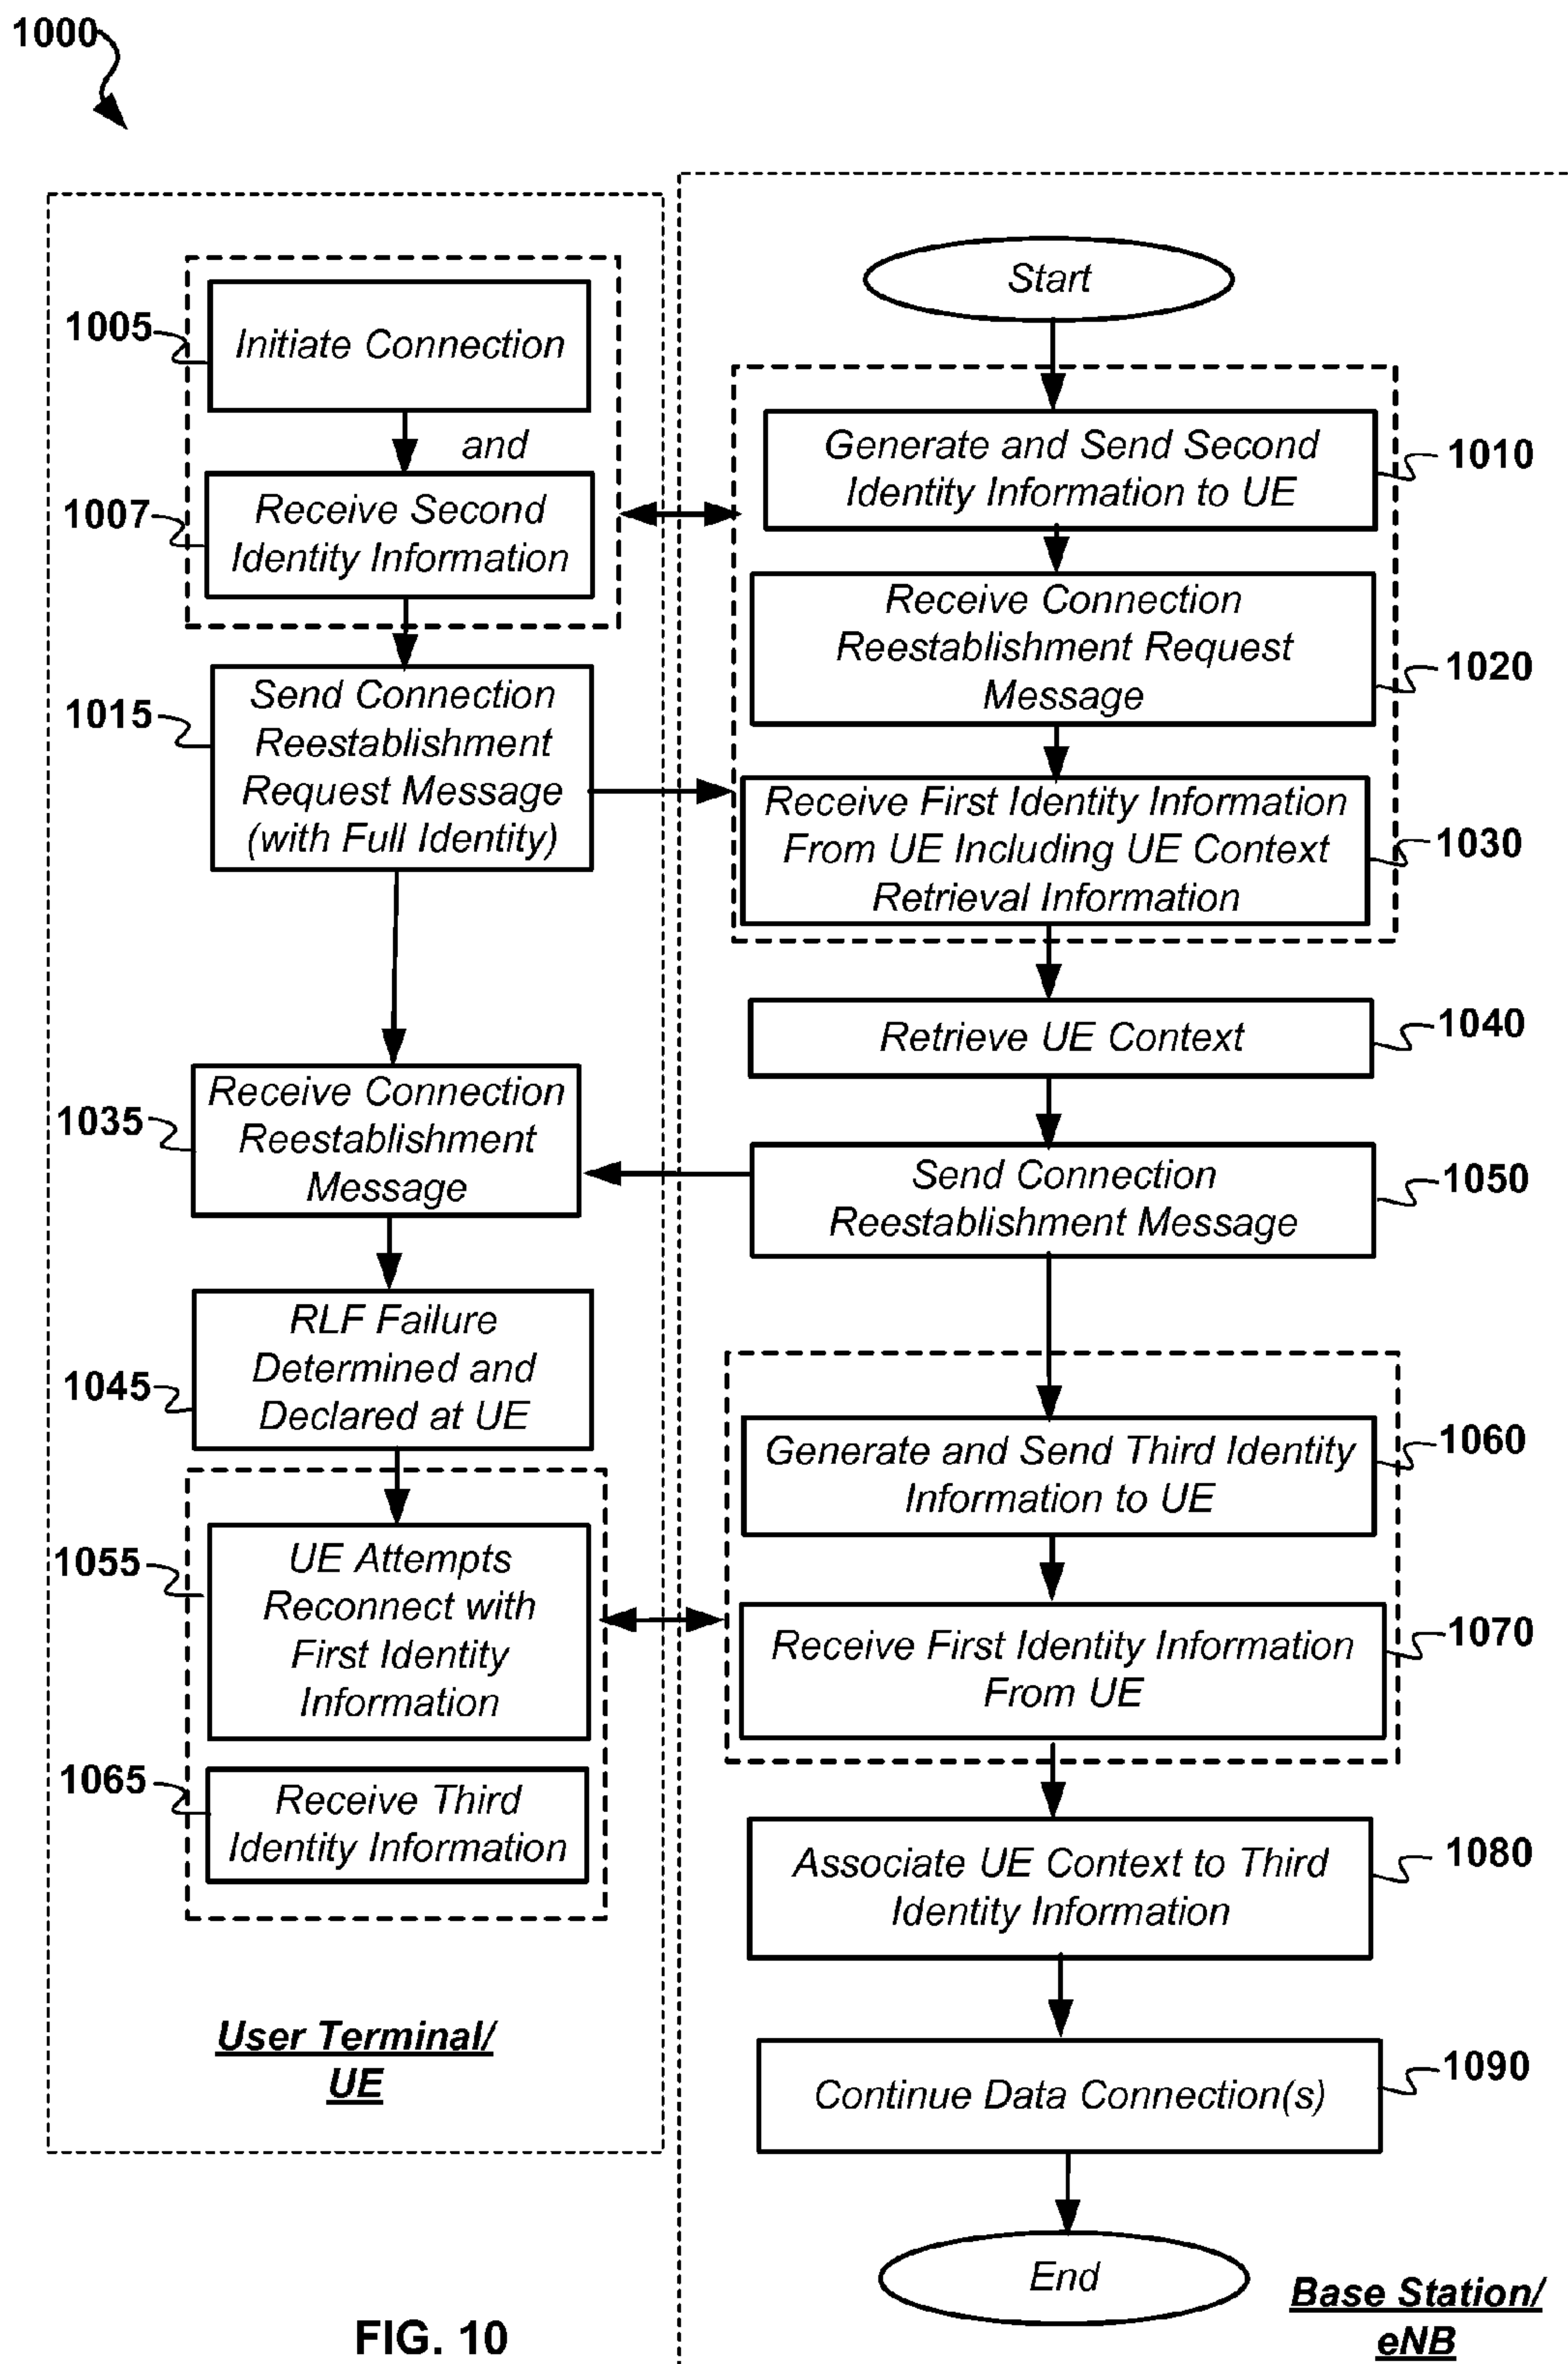 1000
1005
Initiate Connection
and
1007
Receive Second
Identity Information
1015
Send Connection
Reestablishment
Request Message
(with Full Identity)
1035
Receive Connection
Reestablishment
Message
1045
RLF Failure
Determined and
Declared at UE
1055
UE Attempts
Reconnect with
First Identity
Information
1065
Receive Third
Identity Information
User Terminal/
UE
Start
Generate and Send Second
Identity Information to UE
1010
Receive Connection
Reestablishment Request
Message
1020
Receive First Identity Information
From UE Including UE Context
Retrieval Information
1030
Retrieve UE Context
1040
Send Connection
Reestablishment Message
1050
Generate and Send Third Identity
Information to UE
1060
Receive First Identity Information
From UE
1070
Associate UE Context to Third
Identity Information
1080
Continue Data Connection(s)
1090
End
Base Station/
eNB
FIG. 10